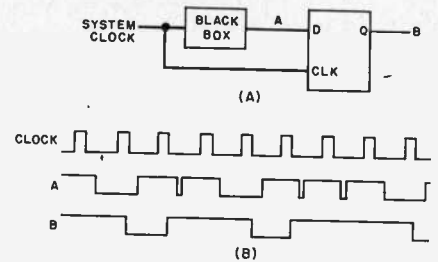 SYSTEM CLOCK
BLACK BOX
A
D
Q
B
CLK
(A)
CLOCK
A
B
(B)